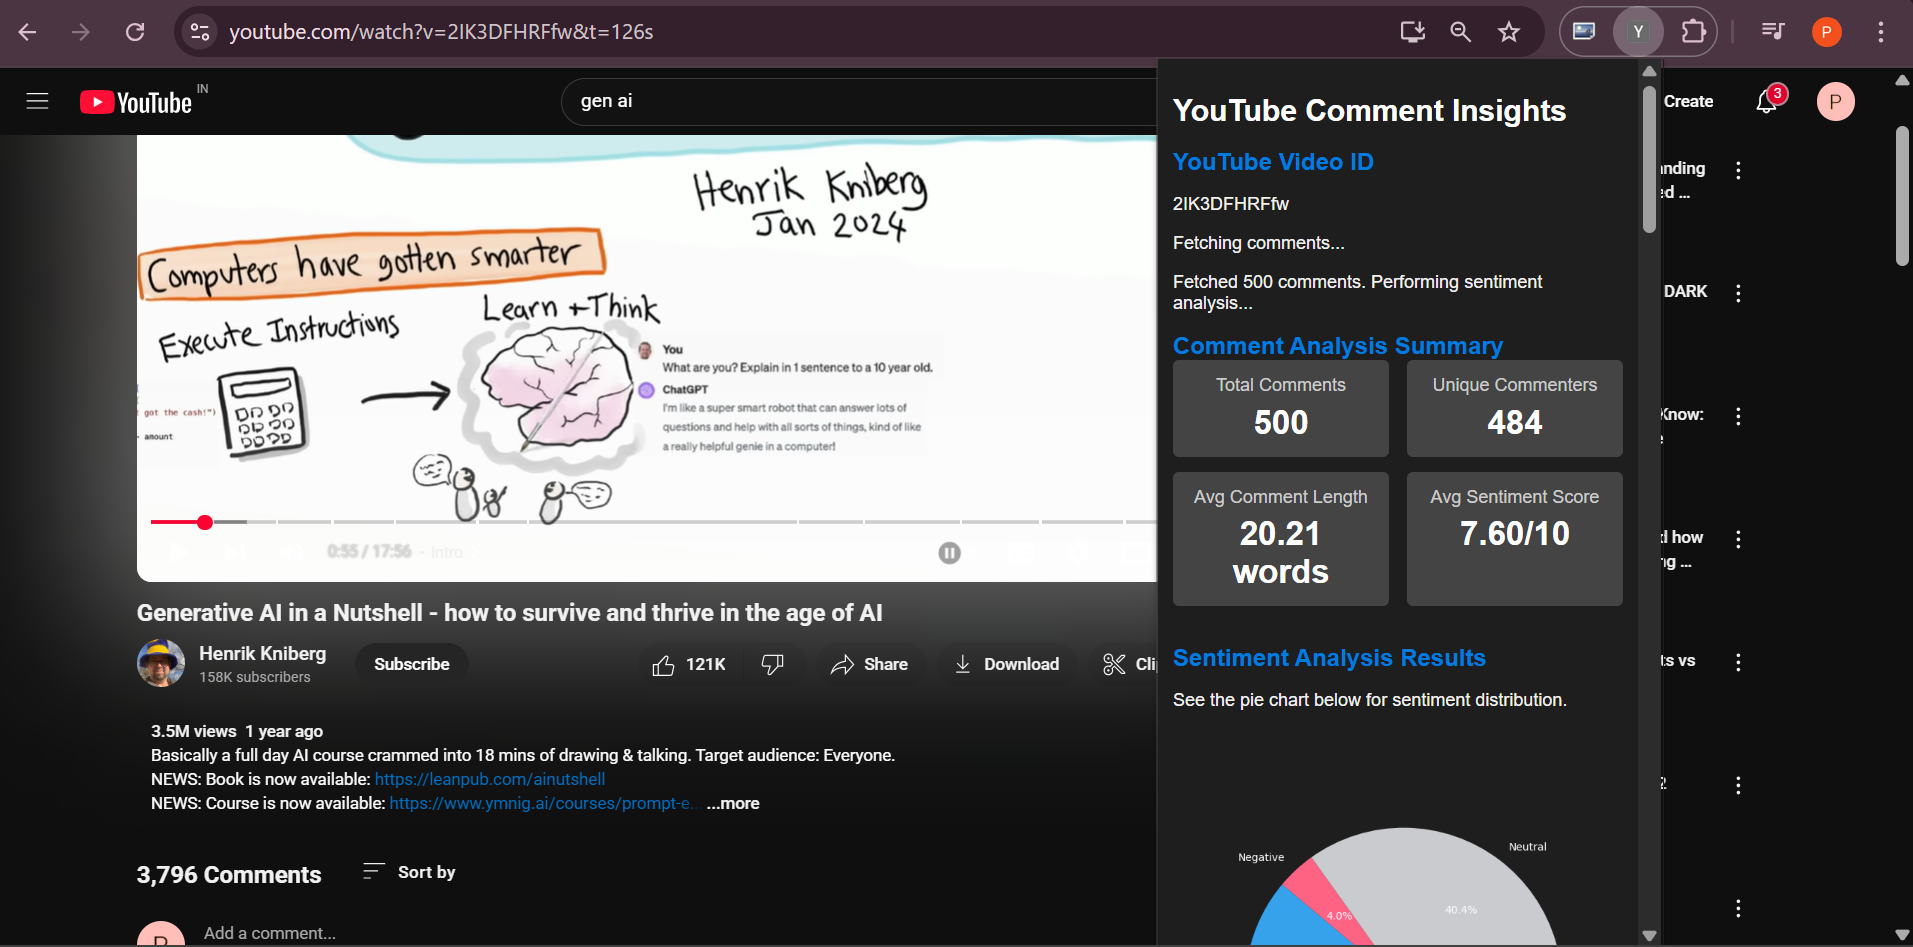 youtube.com/watch?v=2IK3DFHRFfw&t=126s
Y
P
YouTube IN
gen ai
Create
3
P
Henrik Kniberg
Jan 2024
Computers have gotten smarter
Execute Instructions
Learn + Think
got the cash!")
amount
You
What are you? Explain in 1 sentence to a 10 year old.
ChatGPT
I'm like a super smart robot that can answer lots of
questions and help with all sorts of things, kind of like
a really helpful genie in a computer!
0:55 / 17:56 • Intro
Generative AI in a Nutshell - how to survive and thrive in the age of AI
Henrik Kniberg
158K subscribers
Subscribe
121K
Share
Download
Cli
3.5M views 1 year ago
Basically a full day AI course crammed into 18 mins of drawing & talking. Target audience: Everyone.
NEWS: Book is now available: https://leanpub.com/ainutshell
NEWS: Course is now available: https://www.ymnig.ai/courses/prompt-e... ...more
3,796 Comments
Sort by
P
Add a comment...
YouTube Comment Insights
YouTube Video ID
2IK3DFHRFfw
Fetching comments...
Fetched 500 comments. Performing sentiment
analysis...
Comment Analysis Summary
Total Comments
500
Unique Commenters
484
Avg Comment Length
20.21
words
Avg Sentiment Score
7.60/10
Sentiment Analysis Results
See the pie chart below for sentiment distribution.
Negative
Neutral
4.0%
40.4%
nding
ed ...
DARK
Know:
how
ng ...
ts vs